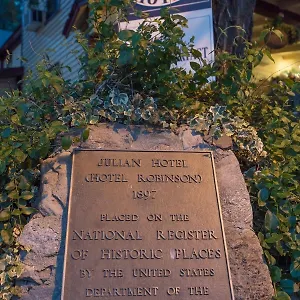 JULIAN HOTEL
(HOTEL ROBINSON)
1897
PLACED ON THE
NATIONAL REGISTER
OF HISTORIC PLACES
BY THE UNITED STATES
DEPARTMENT OF THE